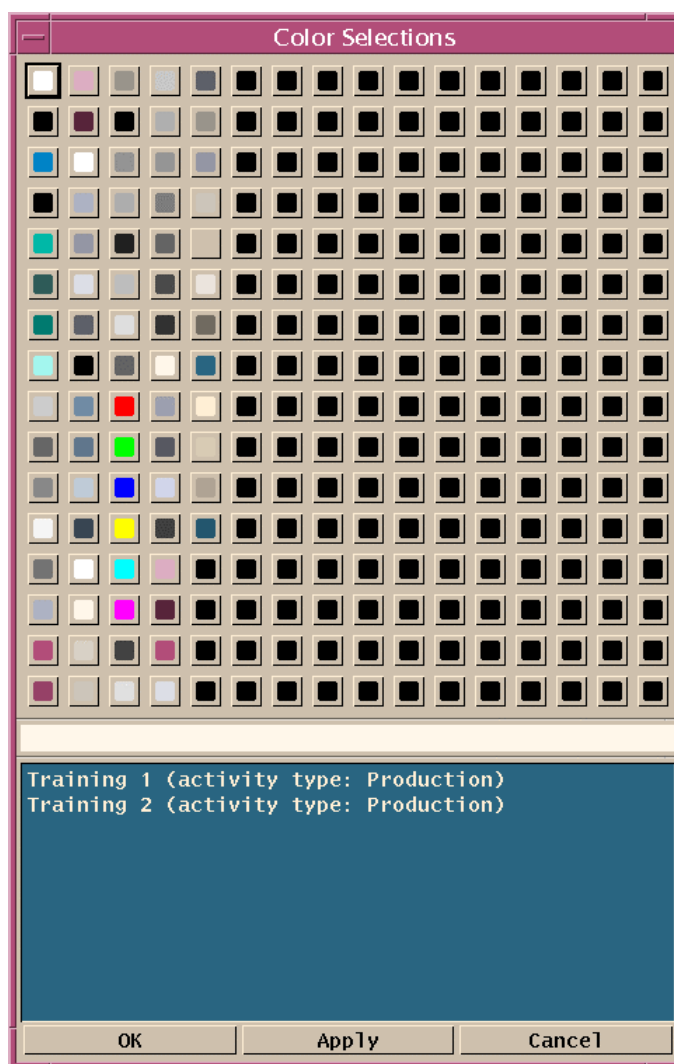 Color Selections
Training 1 (activity type: Production)
Training 2 (activity type: Production)
OK
Apply
Cancel